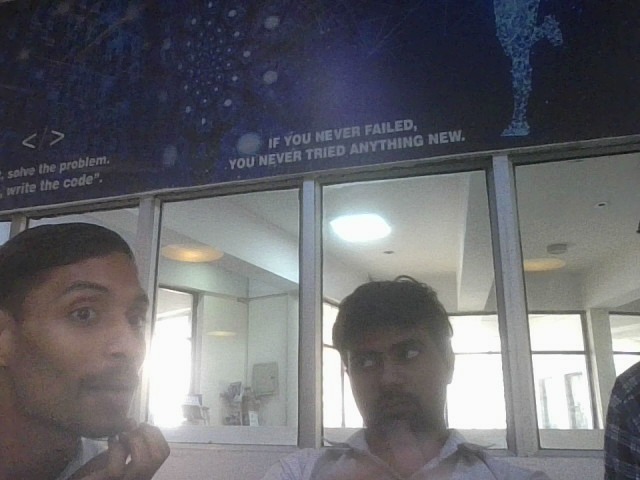 </>
, solve the problem.
, write the code".
IF YOU NEVER FAILED,
YOU NEVER TRIED ANYTHING NEW.